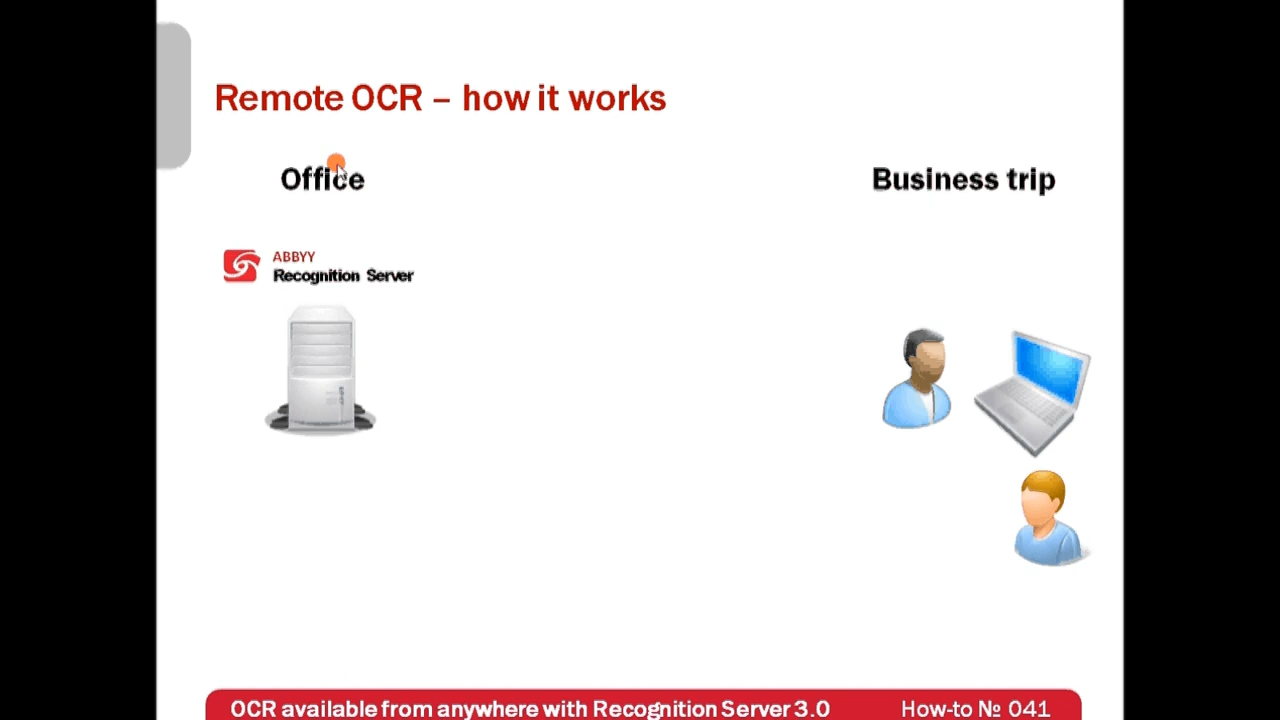 Remote OCR – how it works
Office
Business trip
ABBYY
Recognition Server
OCR available from anywhere with Recognition Server 3.0
How-to № 041